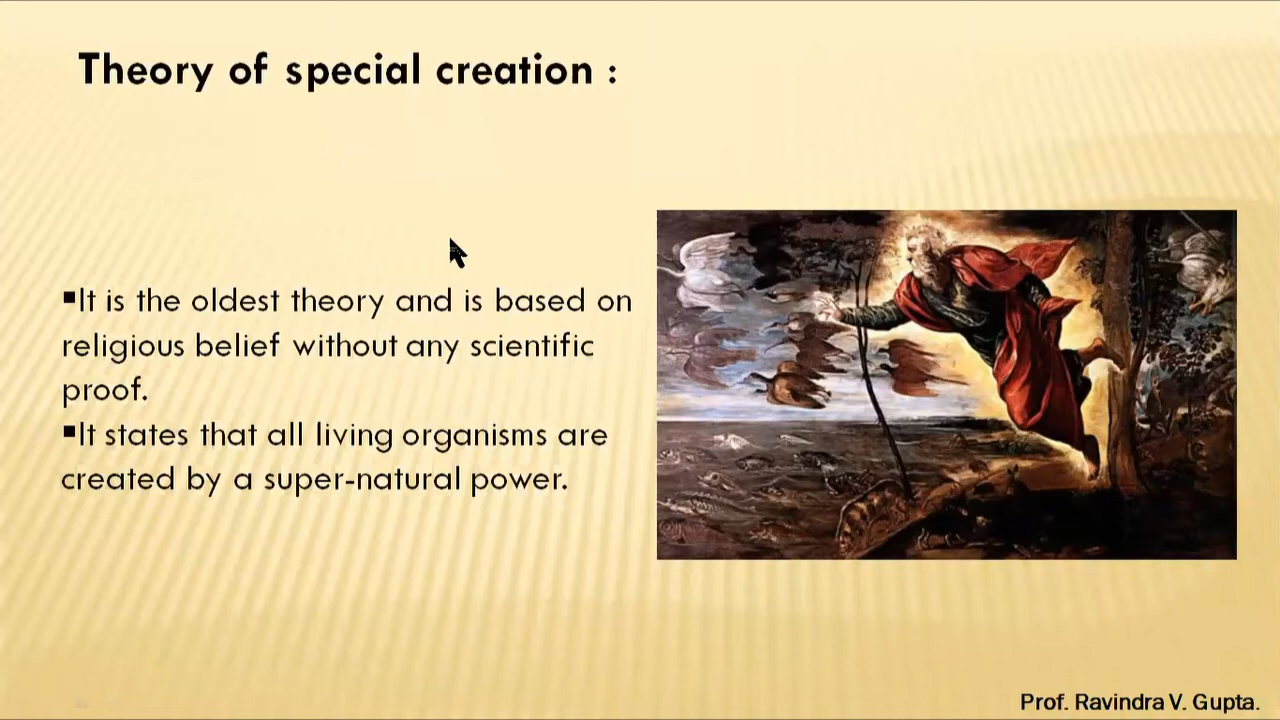 Theory of special creation :
▪It is the oldest theory and is based on
religious belief without any scientific
proof.
▪It states that all living organisms are
created by a super-natural power.
Prof. Ravindra V. Gupta.